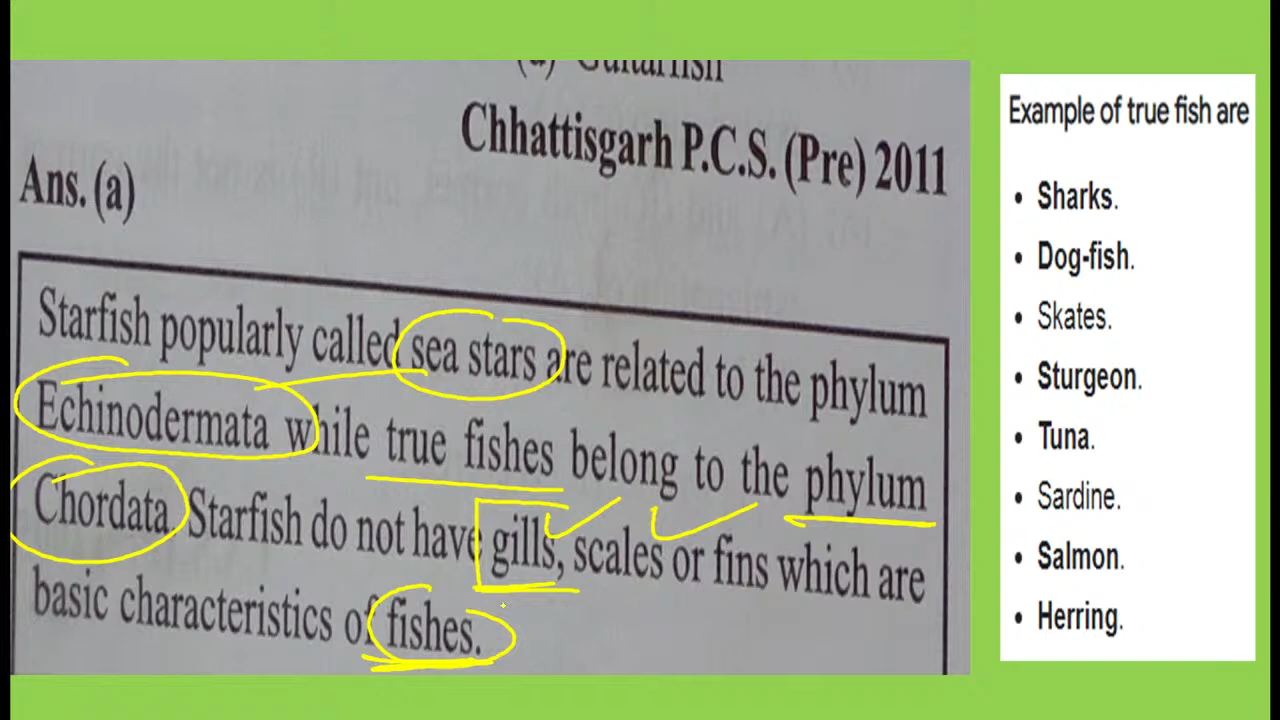 (d) Guitarfish
Chhattisgarh P.C.S. (Pre) 2011
Ans. (a)
Starfish popularly called sea stars are related to the phylum
Echinodermata while true fishes belong to the phylum
Chordata. Starfish do not have gills, scales or fins which are
basic characteristics of fishes.
Example of true fish are
• Sharks.
• Dog-fish.
• Skates.
• Sturgeon.
• Tuna.
• Sardine.
• Salmon.
• Herring.